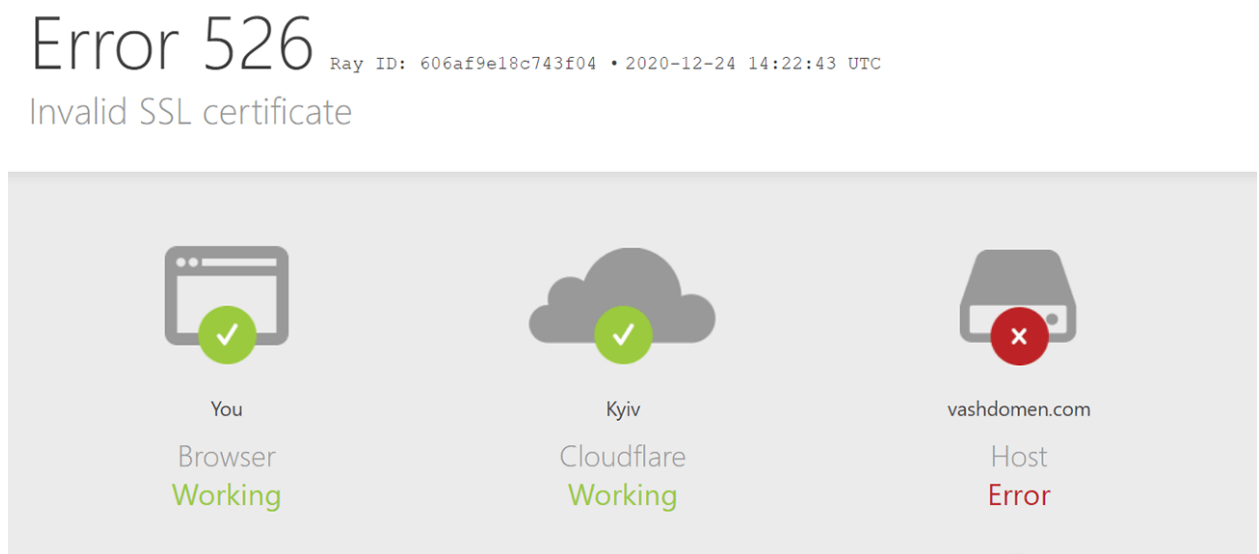 Error 526 Ray ID: 606af9e18c743f04 • 2020-12-24 14:22:43 UTC
Invalid SSL certificate
You
Browser
Working
Kyiv
Cloudflare
Working
vashdomen.com
Host
Error